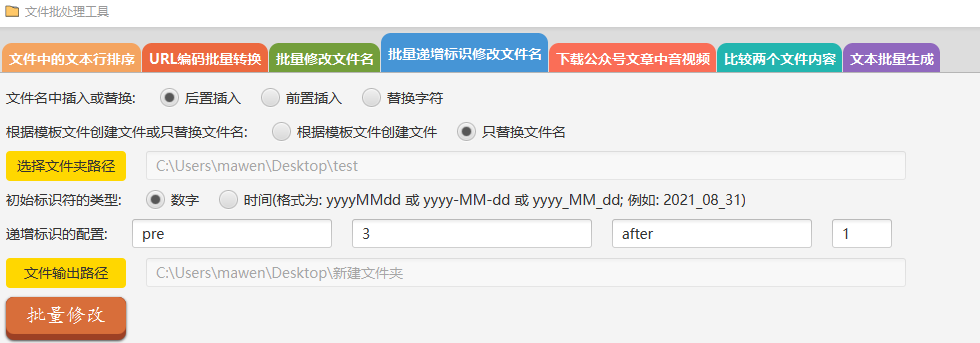 文件批处理工具
文件中的文本行排序 URL编码批量转换 批量修改文件名 批量递增标识修改文件名 下载公众号文章中音视频 比较两个文件内容 文本批量生成
文件名中插入或替换: 后置插入 前置插入 替换字符
根据模板文件创建文件或只替换文件名: 根据模板文件创建文件 只替换文件名
选择文件夹路径 C:\Users\mawen\Desktop\test
初始标识符的类型: 数字 时间(格式为: yyyyMMdd 或 yyyy-MM-dd 或 yyyy_MM_dd; 例如: 2021_08_31)
递增标识的配置: pre 3 after 1
文件输出路径 C:\Users\mawen\Desktop\新建文件夹
批量修改